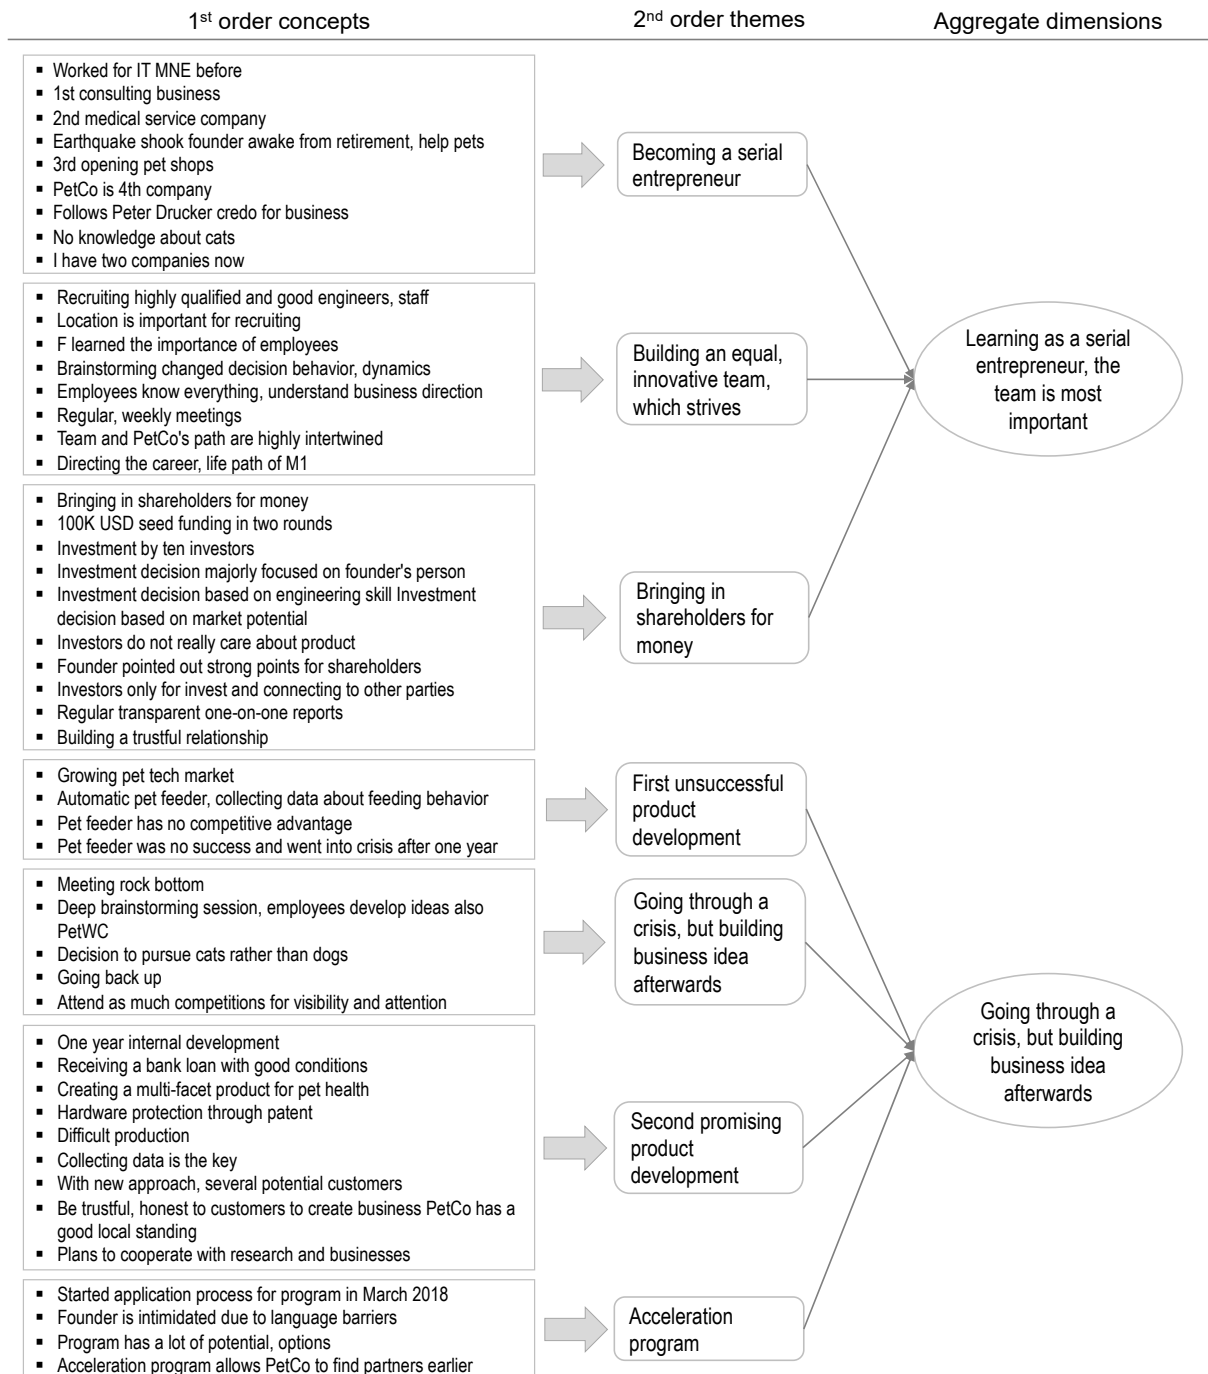 1st order concepts
2nd order themes
Aggregate dimensions
▪ Worked for IT MNE before
▪ 1st consulting business
▪ 2nd medical service company
▪ Earthquake shook founder awake from retirement, help pets
▪ 3rd opening pet shops
▪ PetCo is 4th company
▪ Follows Peter Drucker credo for business
▪ No knowledge about cats
▪ I have two companies now
Becoming a serial
entrepreneur
▪ Recruiting highly qualified and good engineers, staff
▪ Location is important for recruiting
▪ F learned the importance of employees
▪ Brainstorming changed decision behavior, dynamics
▪ Employees know everything, understand business direction
▪ Regular, weekly meetings
▪ Team and PetCo's path are highly intertwined
▪ Directing the career, life path of M1
Building an equal,
innovative team,
which strives
Learning as a serial
entrepreneur, the
team is most
important
▪ Bringing in shareholders for money
▪ 100K USD seed funding in two rounds
▪ Investment by ten investors
▪ Investment decision majorly focused on founder's person
▪ Investment decision based on engineering skill Investment
decision based on market potential
▪ Investors do not really care about product
▪ Founder pointed out strong points for shareholders
▪ Investors only for invest and connecting to other parties
▪ Regular transparent one-on-one reports
▪ Building a trustful relationship
Bringing in
shareholders for
money
▪ Growing pet tech market
▪ Automatic pet feeder, collecting data about feeding behavior
▪ Pet feeder has no competitive advantage
▪ Pet feeder was no success and went into crisis after one year
First unsuccessful
product
development
▪ Meeting rock bottom
▪ Deep brainstorming session, employees develop ideas also
PetWC
▪ Decision to pursue cats rather than dogs
▪ Going back up
▪ Attend as much competitions for visibility and attention
Going through a
crisis, but building
business idea
afterwards
▪ One year internal development
▪ Receiving a bank loan with good conditions
▪ Creating a multi-facet product for pet health
▪ Hardware protection through patent
▪ Difficult production
▪ Collecting data is the key
▪ With new approach, several potential customers
▪ Be trustful, honest to customers to create business PetCo has a
good local standing
▪ Plans to cooperate with research and businesses
Second promising
product
development
Going through a
crisis, but building
business idea
afterwards
▪ Started application process for program in March 2018
▪ Founder is intimidated due to language barriers
▪ Program has a lot of potential, options
▪ Acceleration program allows PetCo to find partners earlier
Acceleration
program